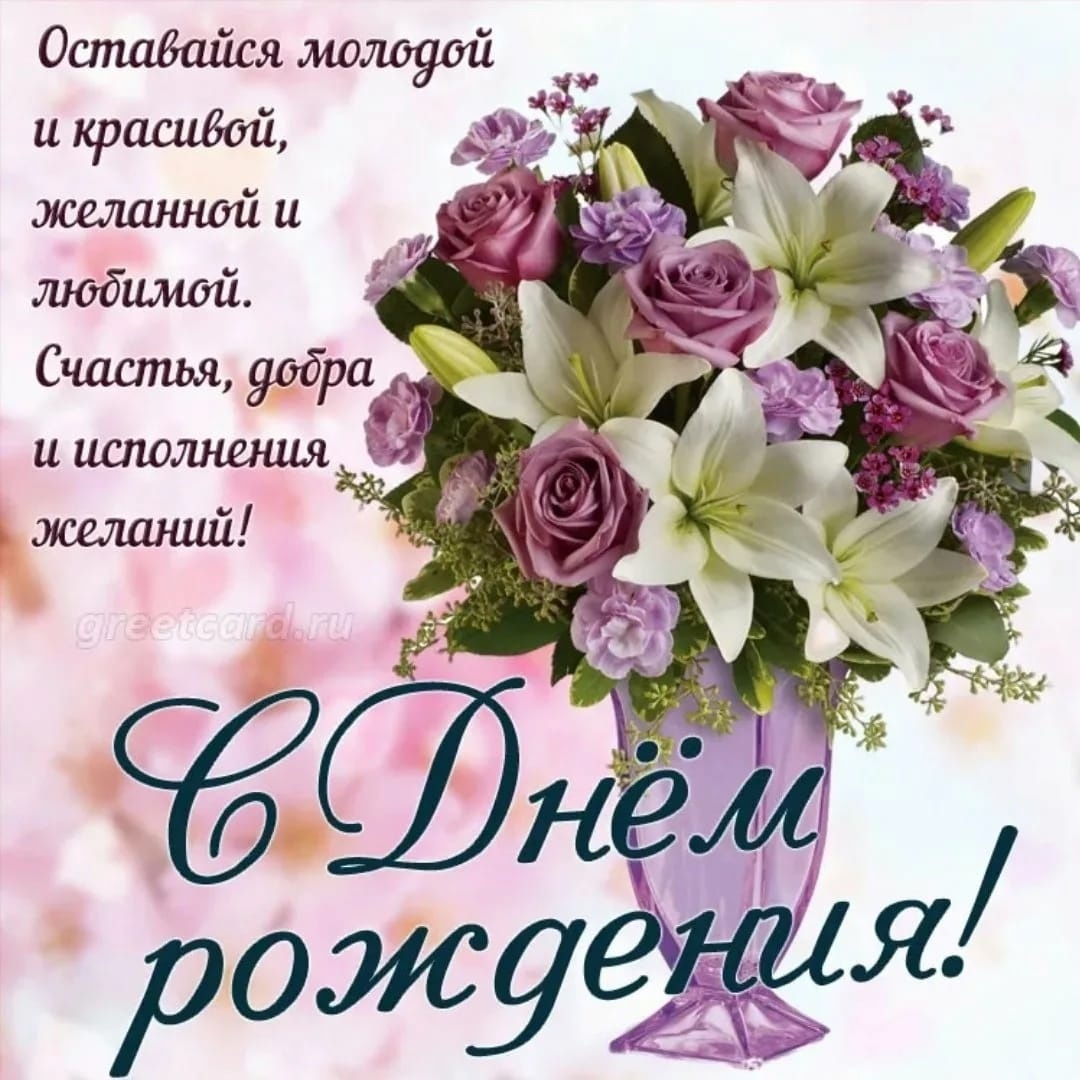 Оставайся молодой
и красивой,
желанной и
любимой.
Счастья, добра
и исполнения
желаний!
greetcard.ru
С Днём
рождения!